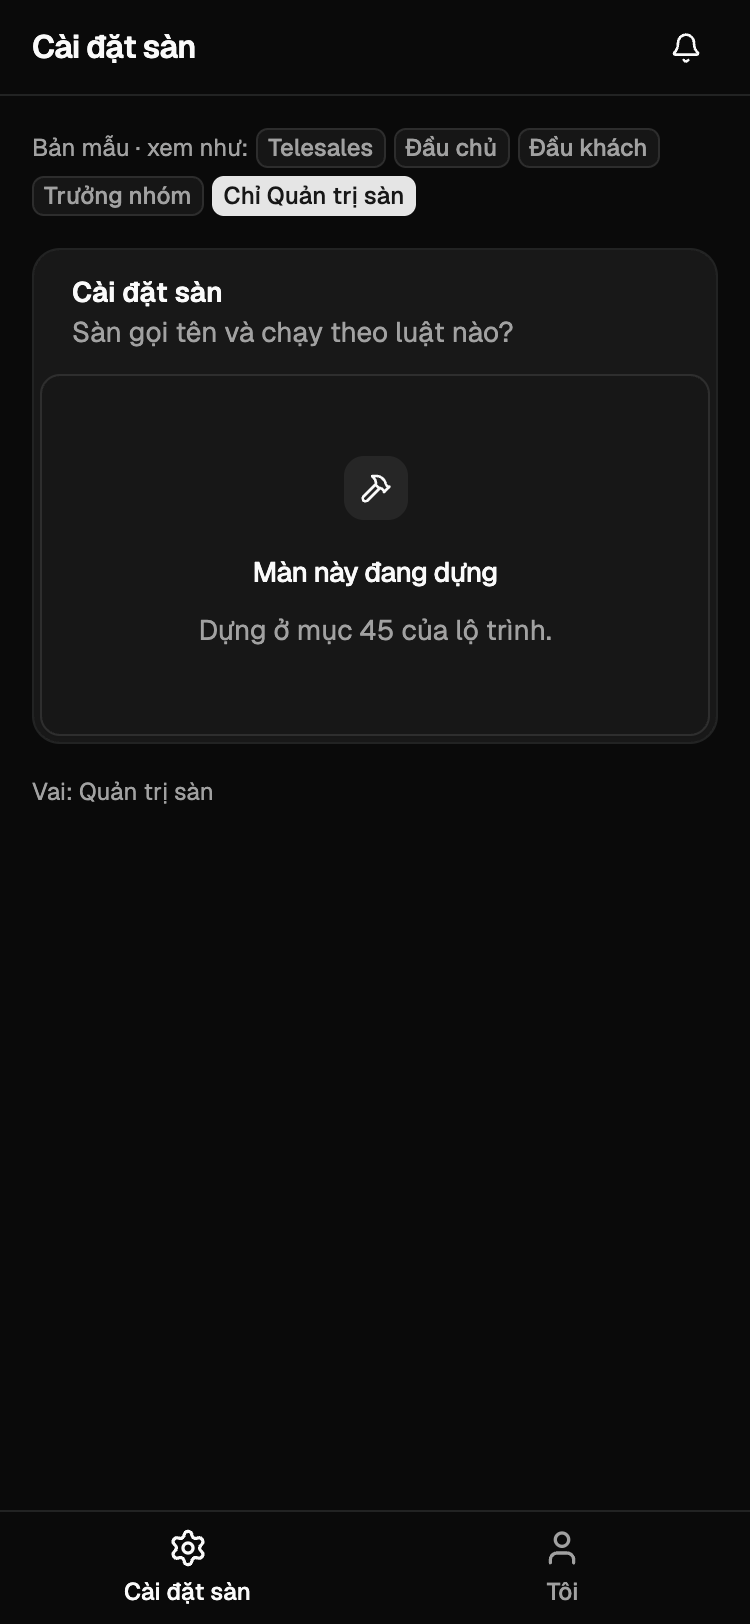 Cài đặt sàn
Bản mẫu · xem như: Telesales Đầu chủ Đầu khách
Trưởng nhóm Chỉ Quản trị sàn
Cài đặt sàn
Sàn gọi tên và chạy theo luật nào?
Màn này đang dựng
Dựng ở mục 45 của lộ trình.
Vai: Quản trị sàn
Cài đặt sàn Tôi